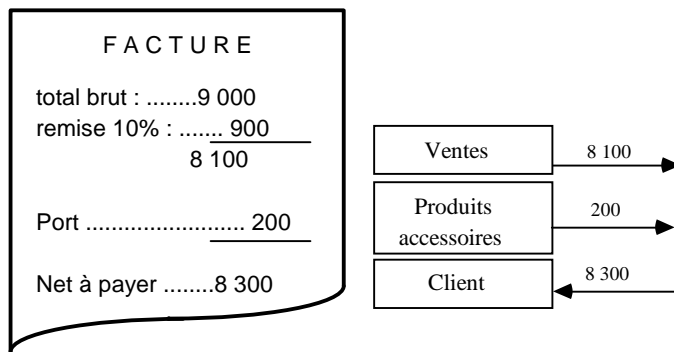 F A C T U R E
total brut : ........9 000
remise 10% : ....... 900
8 100
Port ......................... 200
Net à payer ........8 300
Ventes
8 100
Produits
accessoires
200
Client
8 300